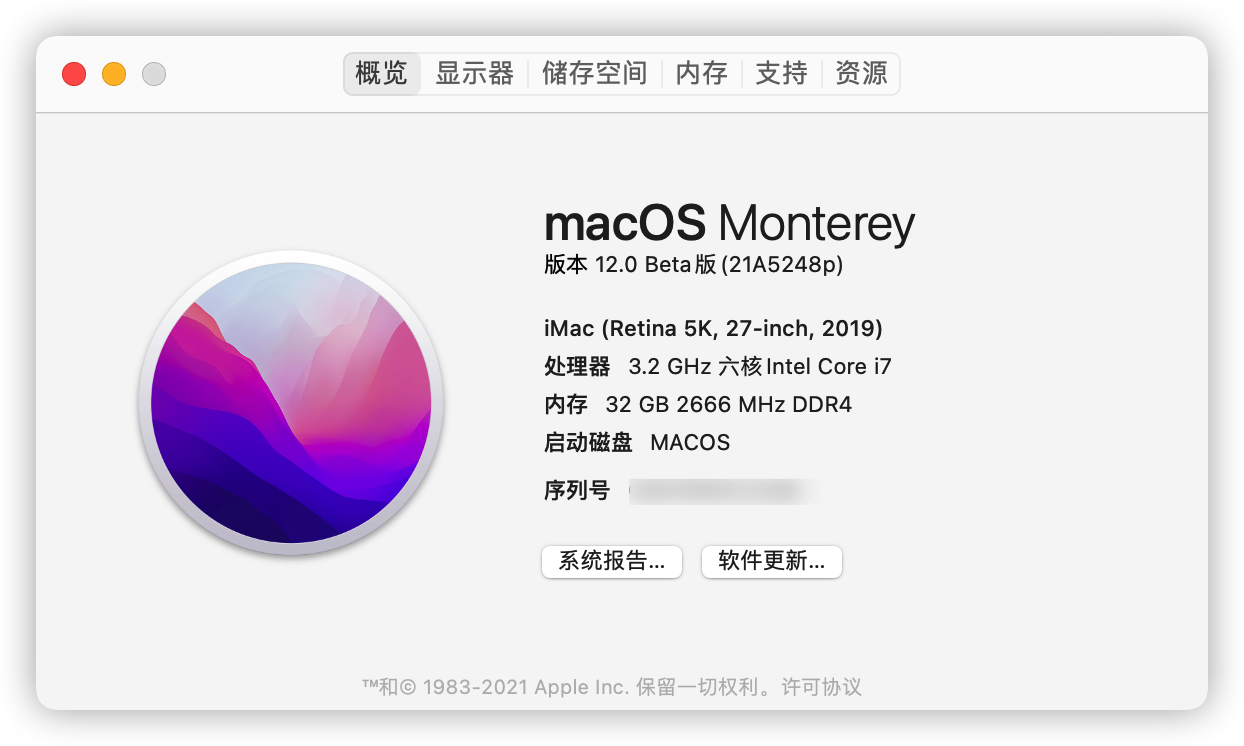 概览 显示器 储存空间 内存 支持 资源
macOS Monterey
版本 12.0 Beta版 (21A5248p)
iMac (Retina 5K, 27-inch, 2019)
处理器 3.2 GHz 六核Intel Core i7
内存 32 GB 2666 MHz DDR4
启动磁盘 MACOS
序列号
系统报告... 软件更新...
™和© 1983-2021 Apple Inc. 保留一切权利。许可协议